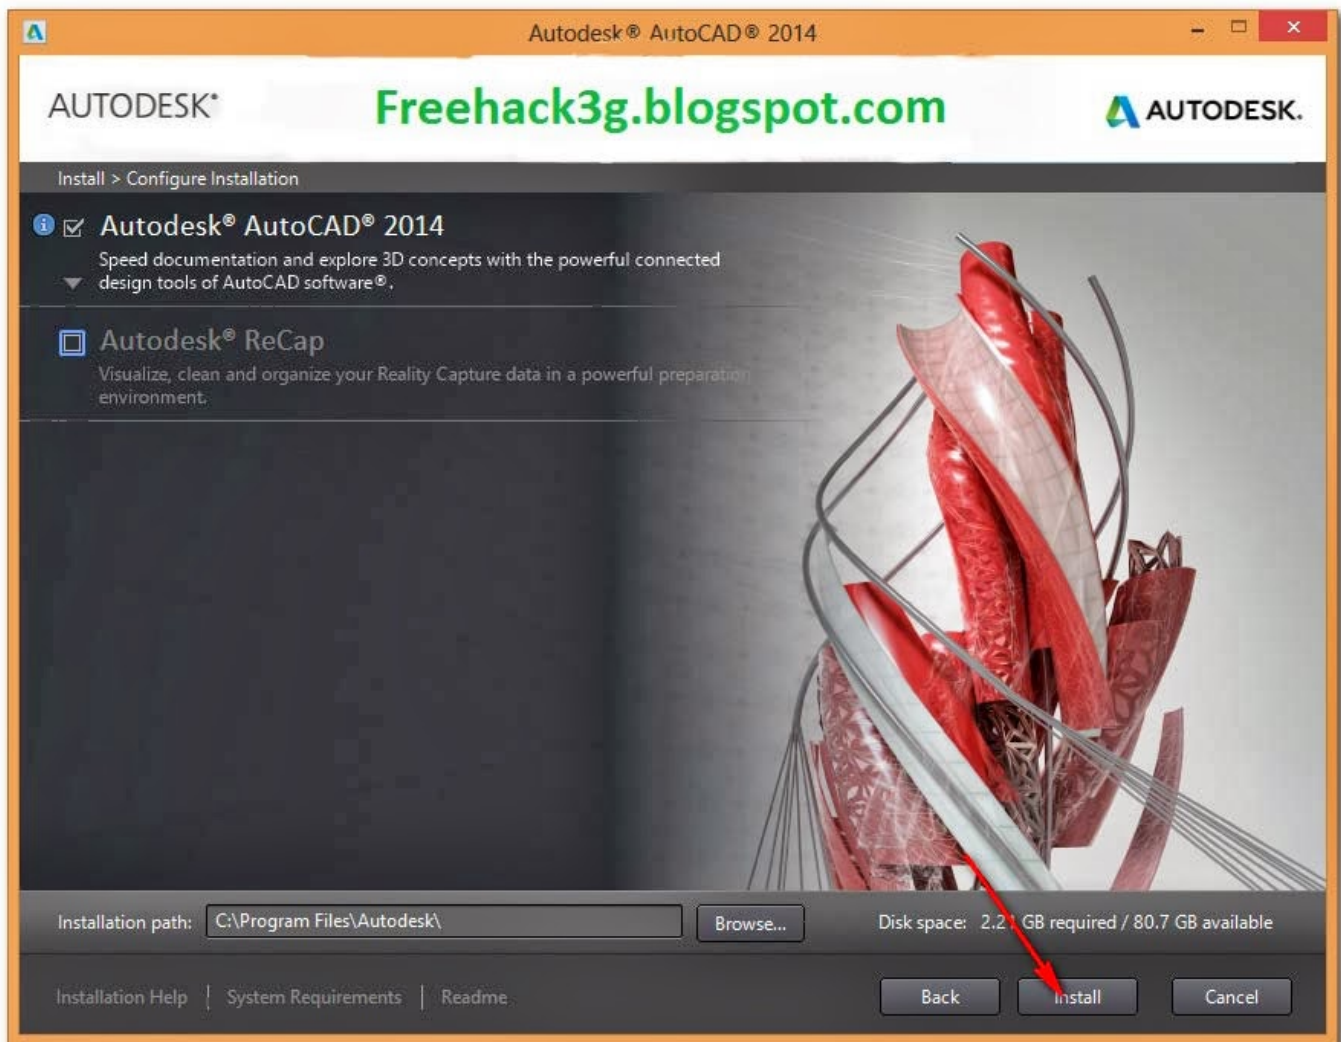 Autodesk® AutoCAD® 2014
AUTODESK®
Freehack3g.blogspot.com
AUTODESK.
Install > Configure Installation
Autodesk® AutoCAD® 2014
Speed documentation and explore 3D concepts with the powerful connected
design tools of AutoCAD software®.
Autodesk® ReCap
Visualize, clean and organize your Reality Capture data in a powerful preparation
environment.
Installation path: C:\Program Files\Autodesk\ Browse... Disk space: 2.21 GB required / 80.7 GB available
Installation Help | System Requirements | Readme Back Install Cancel